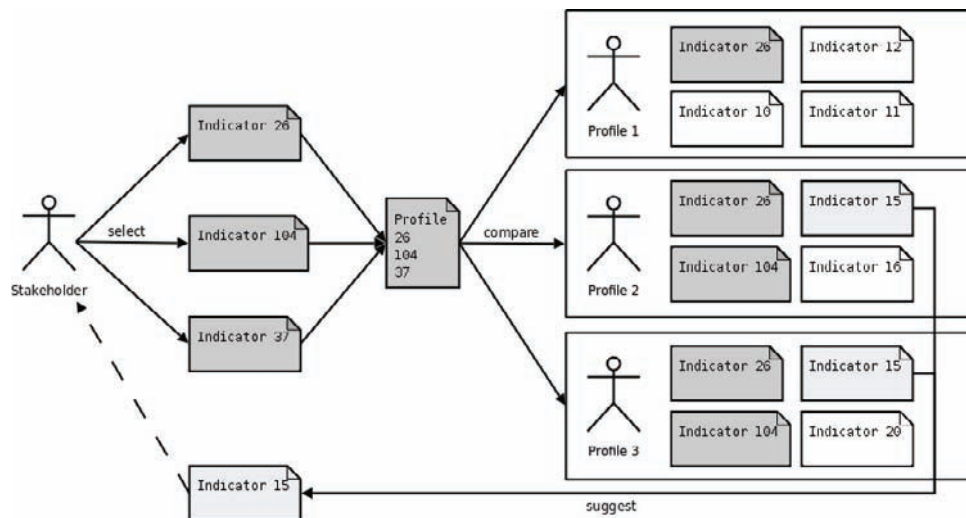 Indicator 26
Indicator 12
Indicator 10
Indicator 11
Profile 1
Indicator 26
select
Indicator 104
Indicator 37
Stakeholder
Profile
26
104
37
compare
Indicator 26
Indicator 15
Indicator 104
Indicator 16
Profile 2
Indicator 26
Indicator 15
Indicator 104
Indicator 20
Profile 3
Indicator 15
suggest